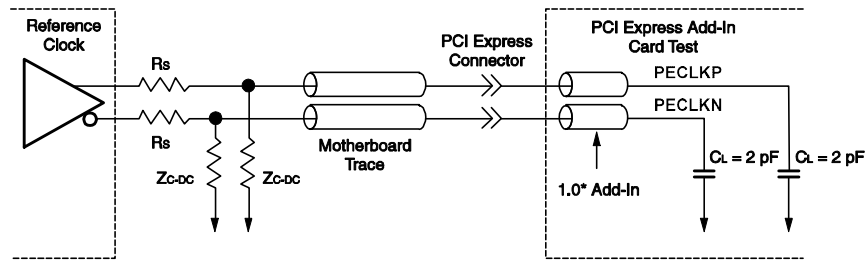 Reference
Clock
Rs
Rs
ZC-DC
ZC-DC
Motherboard
Trace
PCI Express
Connector
PCI Express Add-In
Card Test
PECLKP
PECLKN
1.0* Add-In
CL = 2 pF
CL = 2 pF